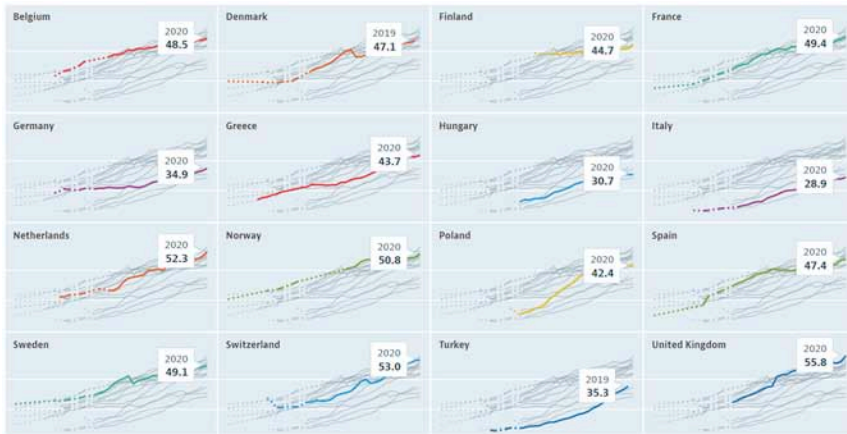 Belgium
2020
48.5
Denmark
2019
47.1
Finland
2020
44.7
France
2020
49.4
Germany
2020
34.9
Greece
2020
43.7
Hungary
2020
30.7
Italy
2020
28.9
Netherlands
2020
52.3
Norway
2020
50.8
Poland
2020
42.4
Spain
2020
47.4
Sweden
2020
49.1
Switzerland
2020
53.0
Turkey
2019
35.3
United Kingdom
2020
55.8